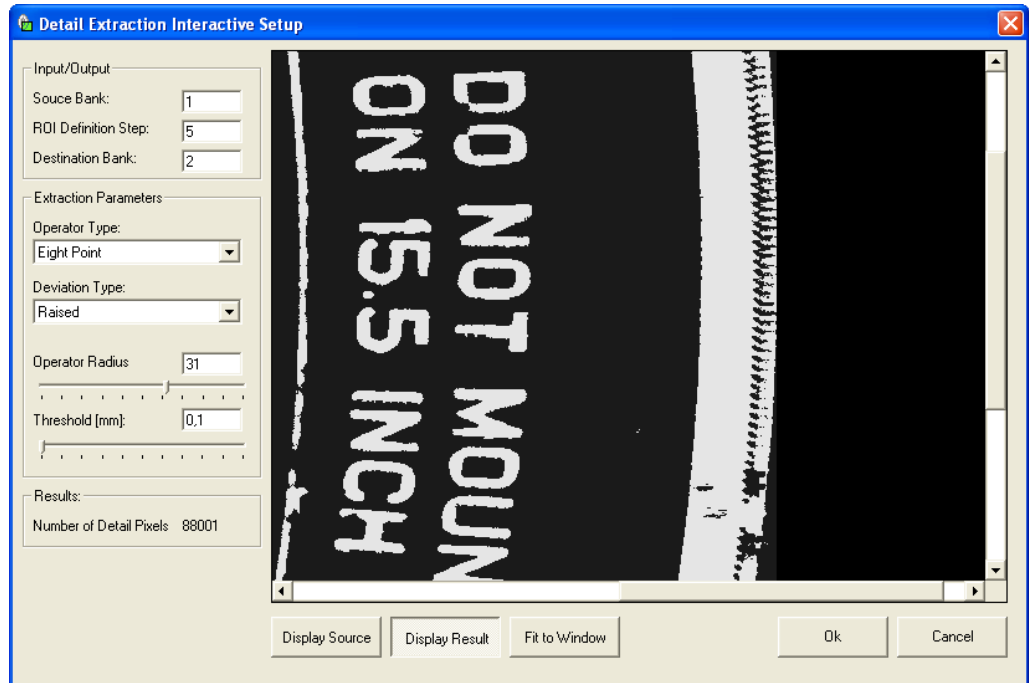 Detail Extraction Interactive Setup
Input/Output
Souce Bank: 1
ROI Definition Step: 5
Destination Bank: 2
Extraction Parameters
Operator Type:
Eight Point
Deviation Type:
Raised
Operator Radius 31
Threshold [mm]: 0,1
Results:
Number of Detail Pixels 88001
DO NOT MOUN
ON 15.5 INCH
Display Source
Display Result
Fit to Window
Ok
Cancel